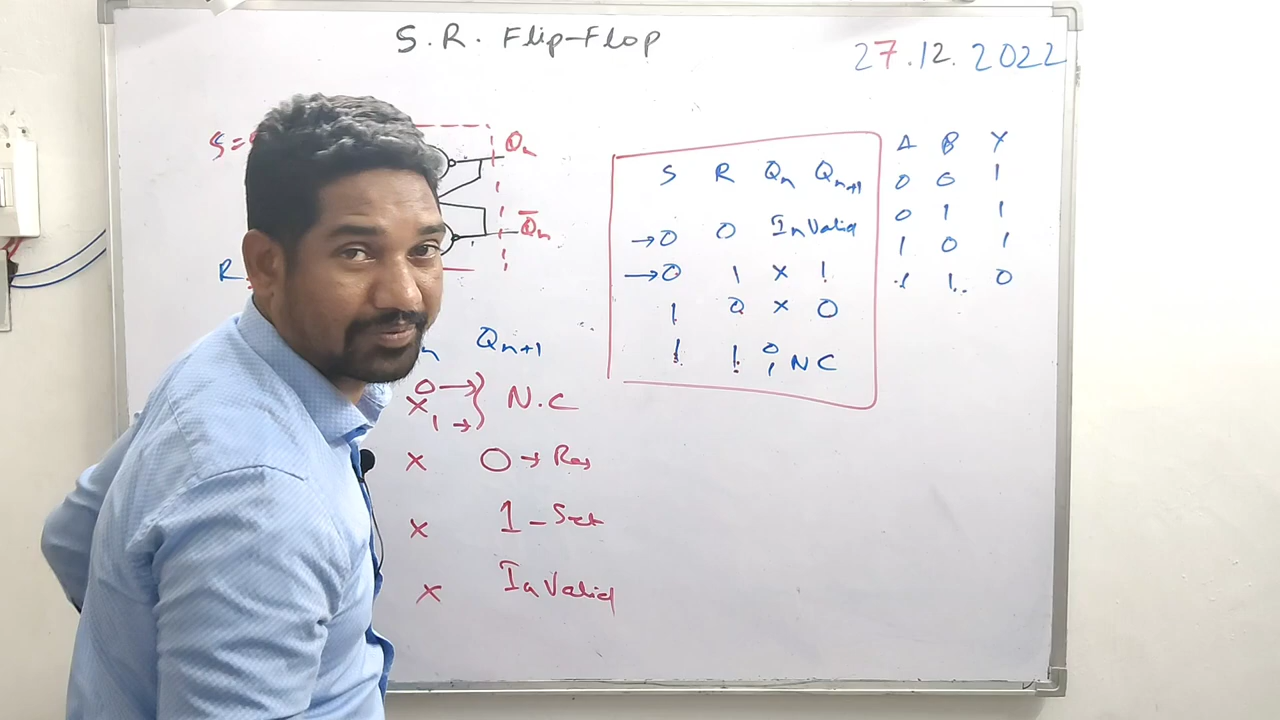 S.R. Flip-Flop
27.12.2022
S=
Qn
Q̅n
R
S R Qn Qn+1
→0 0 InValid
→0 1 x 1
1 0 x 0
1 1 0 1 NC
A B Y
0 0 1
0 1 1
1 0 1
1 1 0
n Qn+1
x 0→ 1→ } N.C
x 0→Res
x 1-Set
x InValid